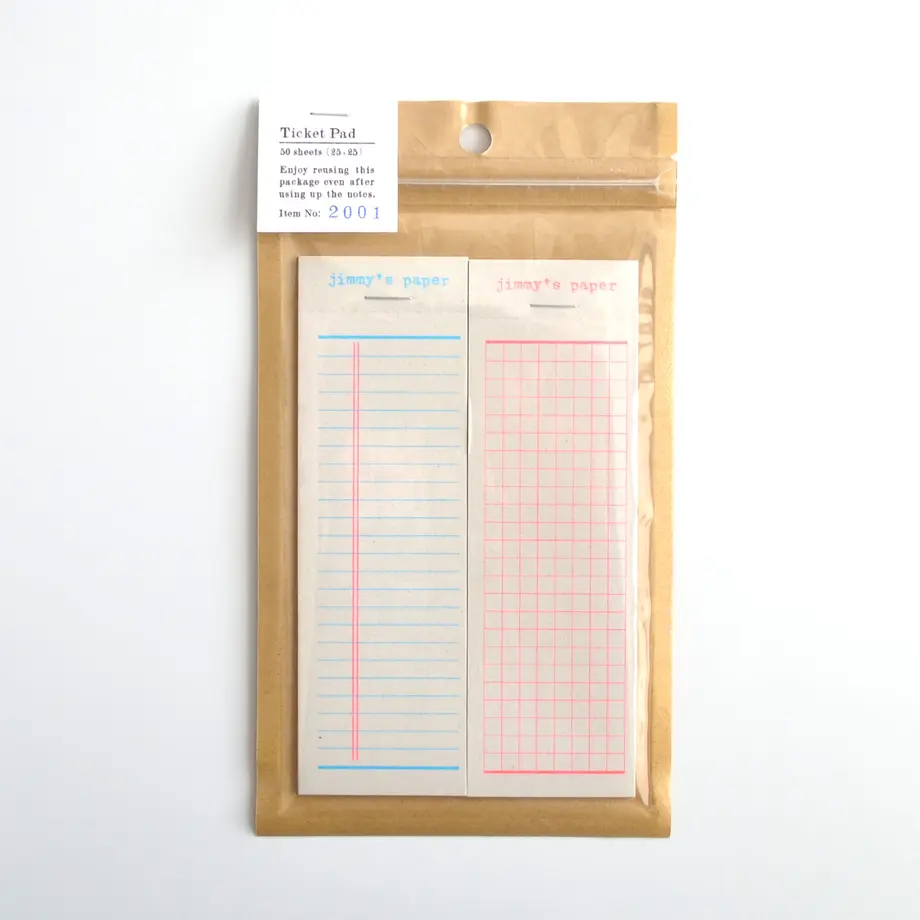 Ticket Pad
50 sheets (25+25)
Enjoy reusing this
package even after
using up the notes.
Item No: 2001
jimmy's paper
jimmy's paper